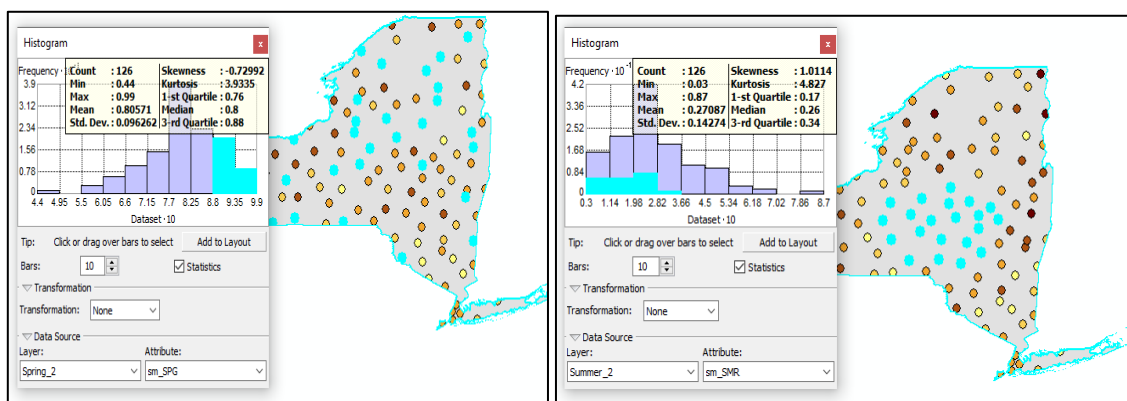 Histogram
x
Count : 126 Skewness : -0.72992
Min : 0.44 Kurtosis : 3.9335
Max : 0.99 1-st Quartile : 0.76
Mean : 0.80571 Median : 0.8
Std. Dev. : 0.096262 3-rd Quartile : 0.88
3.9
3.12
2.34
1.56
0.78
0
4.4 4.95 5.5 6.05 6.6 7.15 7.7 8.25 8.8 9.35 9.9
Dataset · 10
Tip: Click or drag over bars to select Add to Layout
Bars: 10 Statistics
Transformation
Transformation: None
Data Source
Layer: Attribute:
Spring_2 sm_SPG
Histogram
x
Frequency · 10⁻¹
Count : 126 Skewness : 1.0114
Min : 0.03 Kurtosis : 4.827
Max : 0.87 1-st Quartile : 0.17
Mean : 0.27087 Median : 0.26
Std. Dev. : 0.14274 3-rd Quartile : 0.34
4.2
3.36
2.52
1.68
0.84
0
0.3 1.14 1.98 2.82 3.66 4.5 5.34 6.18 7.02 7.86 8.7
Dataset · 10
Tip: Click or drag over bars to select Add to Layout
Bars: 10 Statistics
Transformation
Transformation: None
Data Source
Layer: Attribute:
Summer_2 sm_SMR